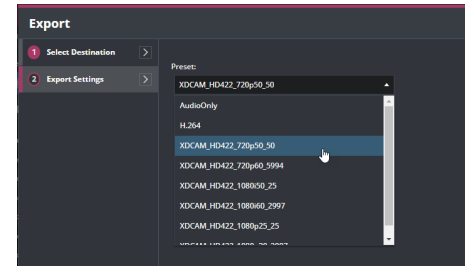 Export
1 Select Destination
2 Export Settings
Preset:
XDCAM_HD422_720p50_50
AudioOnly
H.264
XDCAM_HD422_720p50_50
XDCAM_HD422_720p60_5994
XDCAM_HD422_1080i50_25
XDCAM_HD422_1080i60_2997
XDCAM_HD422_1080p25_25